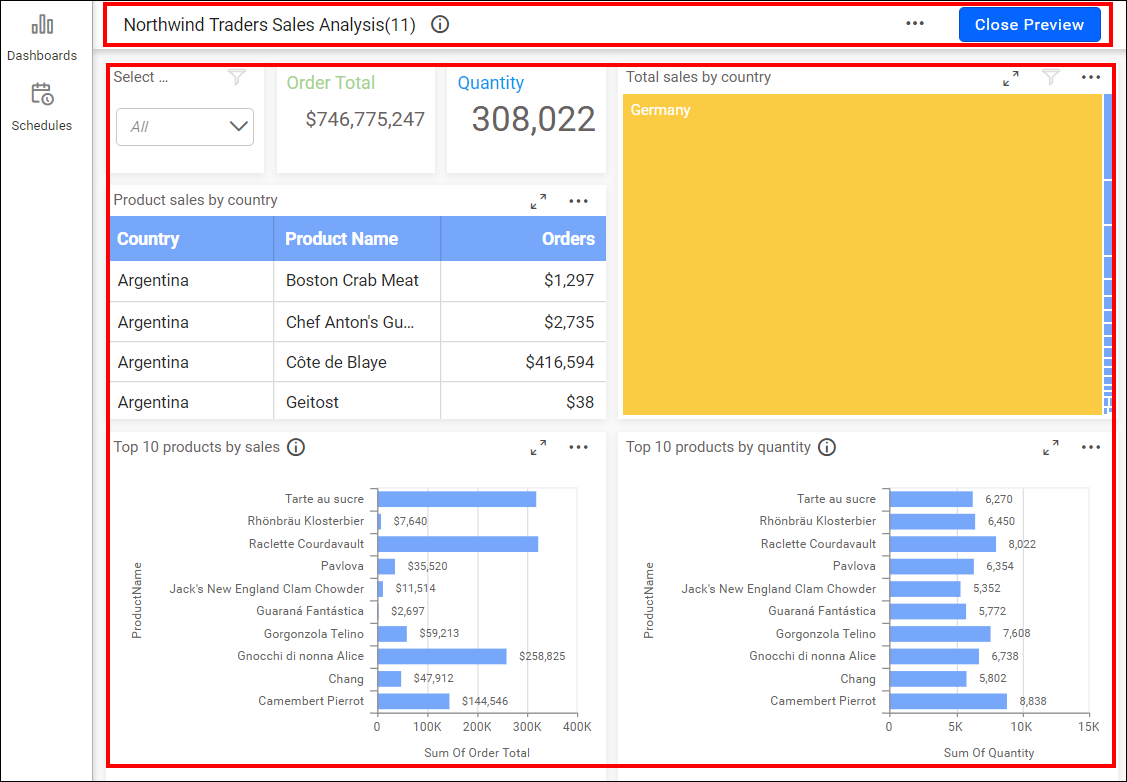 Dashboards
Schedules
Northwind Traders Sales Analysis(11)
Close Preview
Select ...
All
Order Total
$746,775,247
Quantity
308,022
Total sales by country
Germany
Product sales by country
Country Product Name Orders
Argentina Boston Crab Meat $1,297
Argentina Chef Anton's Gu... $2,735
Argentina Côte de Blaye $416,594
Argentina Geitost $38
Top 10 products by sales
ProductName
Tarte au sucre
Rhönbräu Klosterbier $7,640
Raclette Courdavault
Pavlova $35,520
Jack's New England Clam Chowder $11,514
Guaraná Fantástica $2,697
Gorgonzola Telino $59,213
Gnocchi di nonna Alice $258,825
Chang $47,912
Camembert Pierrot $144,546
0 100K 200K 300K 400K
Sum Of Order Total
Top 10 products by quantity
ProductName
Tarte au sucre 6,270
Rhönbräu Klosterbier 6,450
Raclette Courdavault 8,022
Pavlova 6,354
Jack's New England Clam Chowder 5,352
Guaraná Fantástica 5,772
Gorgonzola Telino 7,608
Gnocchi di nonna Alice 6,738
Chang 5,802
Camembert Pierrot 8,838
0 5K 10K 15K
Sum Of Quantity